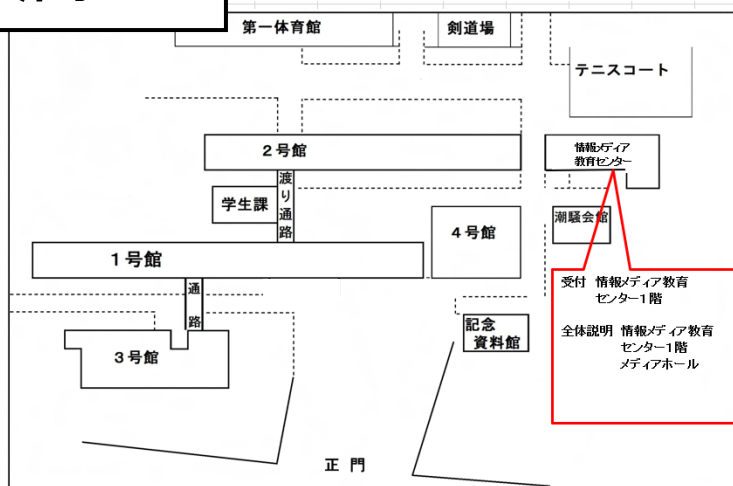 第一体育館
剣道場
テニスコート
2号館
情報メディア
教育センター
渡り通路
学生課
4号館
潮騒会館
1号館
受付 情報メディア教育
センター1階
通路
全体説明 情報メディア教育
センター1階
メディアホール
記念
資料館
3号館
正門